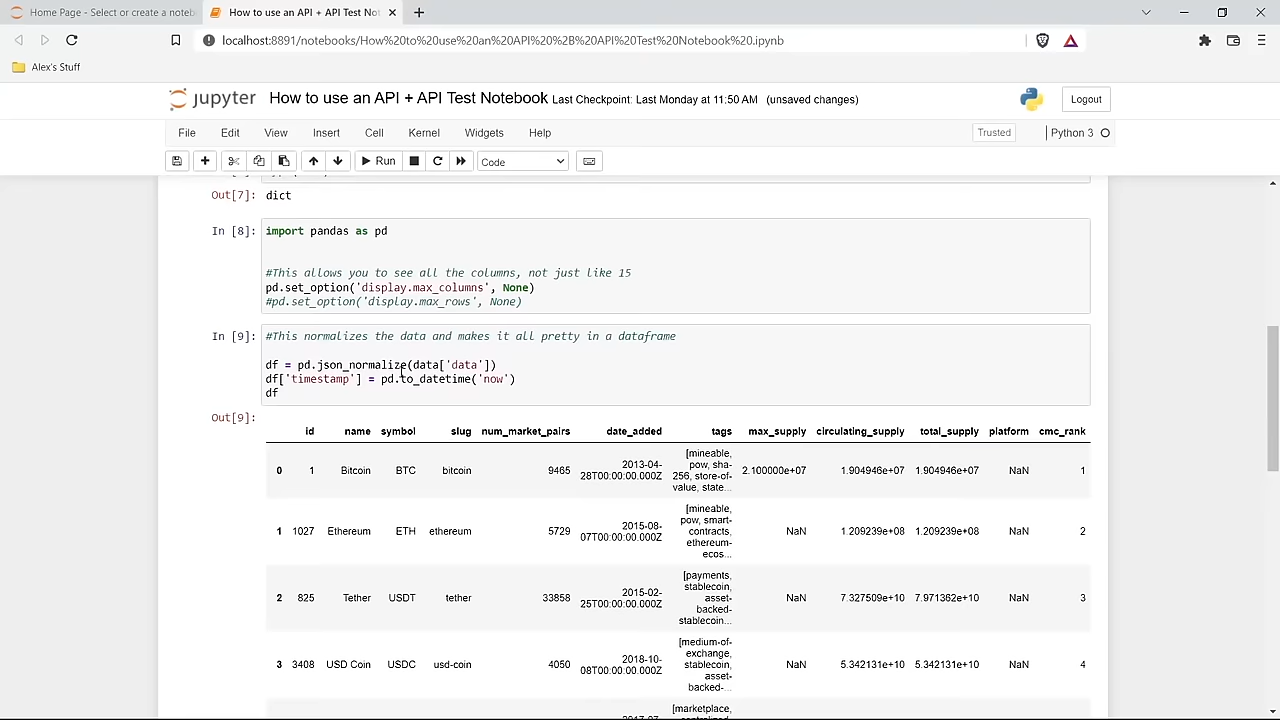 Home Page - Select or create a noteb
How to use an API + API Test Not
localhost:8891/notebooks/How%20to%20use%20an%20API%20%2B%20API%20Test%20Notebook%20.ipynb
Alex's Stuff
jupyter How to use an API + API Test Notebook Last Checkpoint: Last Monday at 11:50 AM (unsaved changes)
Logout
File Edit View Insert Cell Kernel Widgets Help
Trusted
Python 3
Run
Code
Out[7]: dict
In [8]: import pandas as pd
#This allows you to see all the columns, not just like 15
pd.set_option('display.max_columns', None)
#pd.set_option('display.max_rows', None)
In [9]: #This normalizes the data and makes it all pretty in a dataframe
df = pd.json_normalize(data['data'])
df['timestamp'] = pd.to_datetime('now')
df
Out[9]:
id name symbol slug num_market_pairs date_added tags max_supply circulating_supply total_supply platform cmc_rank
0 1 Bitcoin BTC bitcoin 9465 2013-04-28T00:00:00.000Z [mineable, pow, sha-256, store-of-value, state... 2.100000e+07 1.904946e+07 1.904946e+07 NaN 1
1 1027 Ethereum ETH ethereum 5729 2015-08-07T00:00:00.000Z [mineable, pow, smart-contracts, ethereum-ecos... NaN 1.209239e+08 1.209239e+08 NaN 2
2 825 Tether USDT tether 33858 2015-02-25T00:00:00.000Z [payments, stablecoin, asset-backed-stablecoin... NaN 7.327509e+10 7.971362e+10 NaN 3
3 3408 USD Coin USDC usd-coin 4050 2018-10-08T00:00:00.000Z [medium-of-exchange, stablecoin, asset-backed-... NaN 5.342131e+10 5.342131e+10 NaN 4
[marketplace,